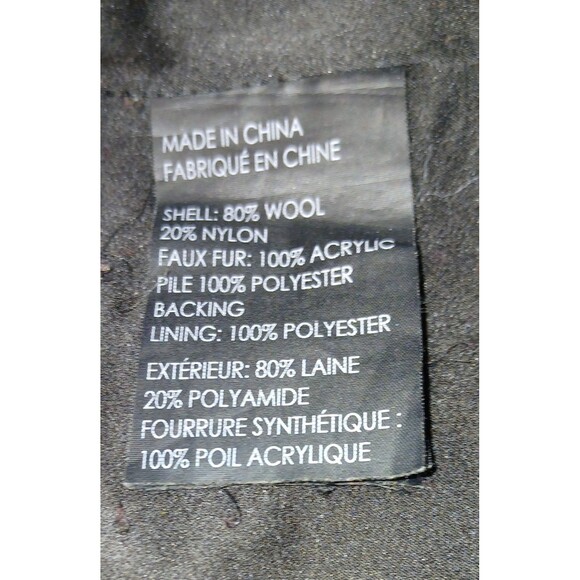 MADE IN CHINA
FABRIQUÉ EN CHINE
SHELL: 80% WOOL
20% NYLON
FAUX FUR: 100% ACRYLIC
PILE 100% POLYESTER
BACKING
LINING: 100% POLYESTER
EXTÉRIEUR: 80% LAINE
20% POLYAMIDE
FOURRURE SYNTHÉTIQUE :
100% POIL ACRYLIQUE